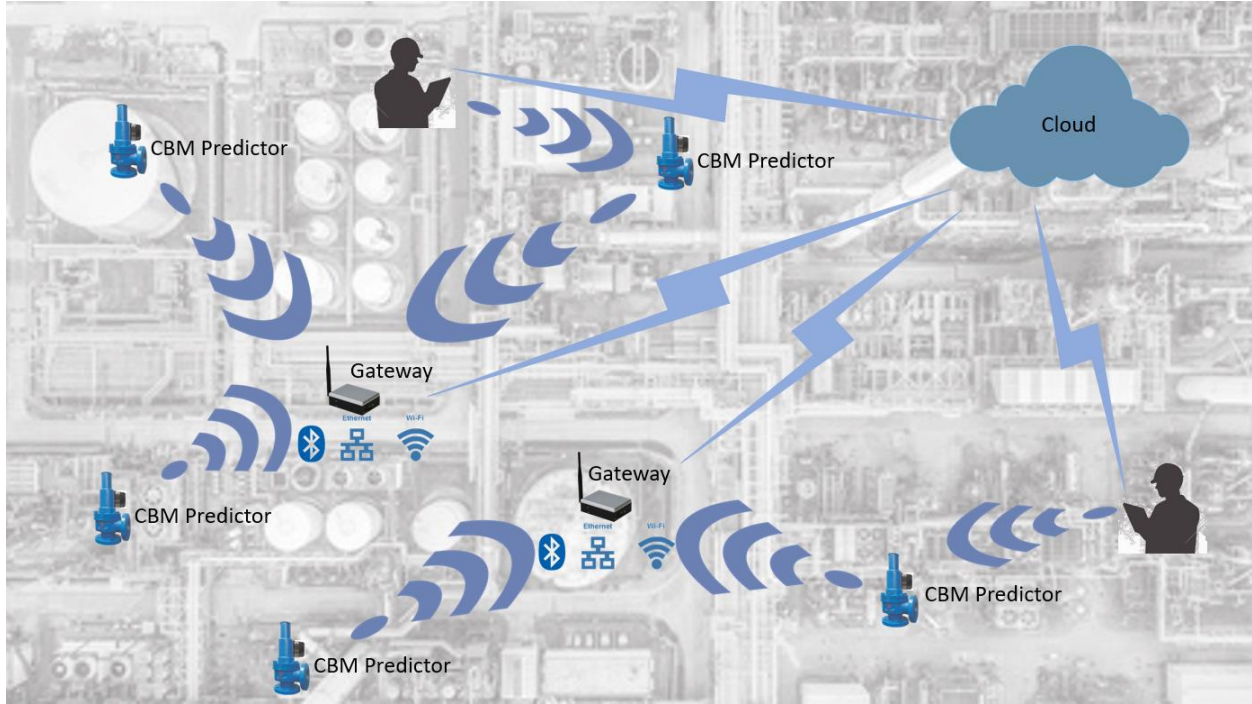 Cloud
CBM Predictor
CBM Predictor
Gateway
Ethernet
Wi-Fi
Gateway
CBM Predictor
Ethernet
Wi-Fi
CBM Predictor
CBM Predictor